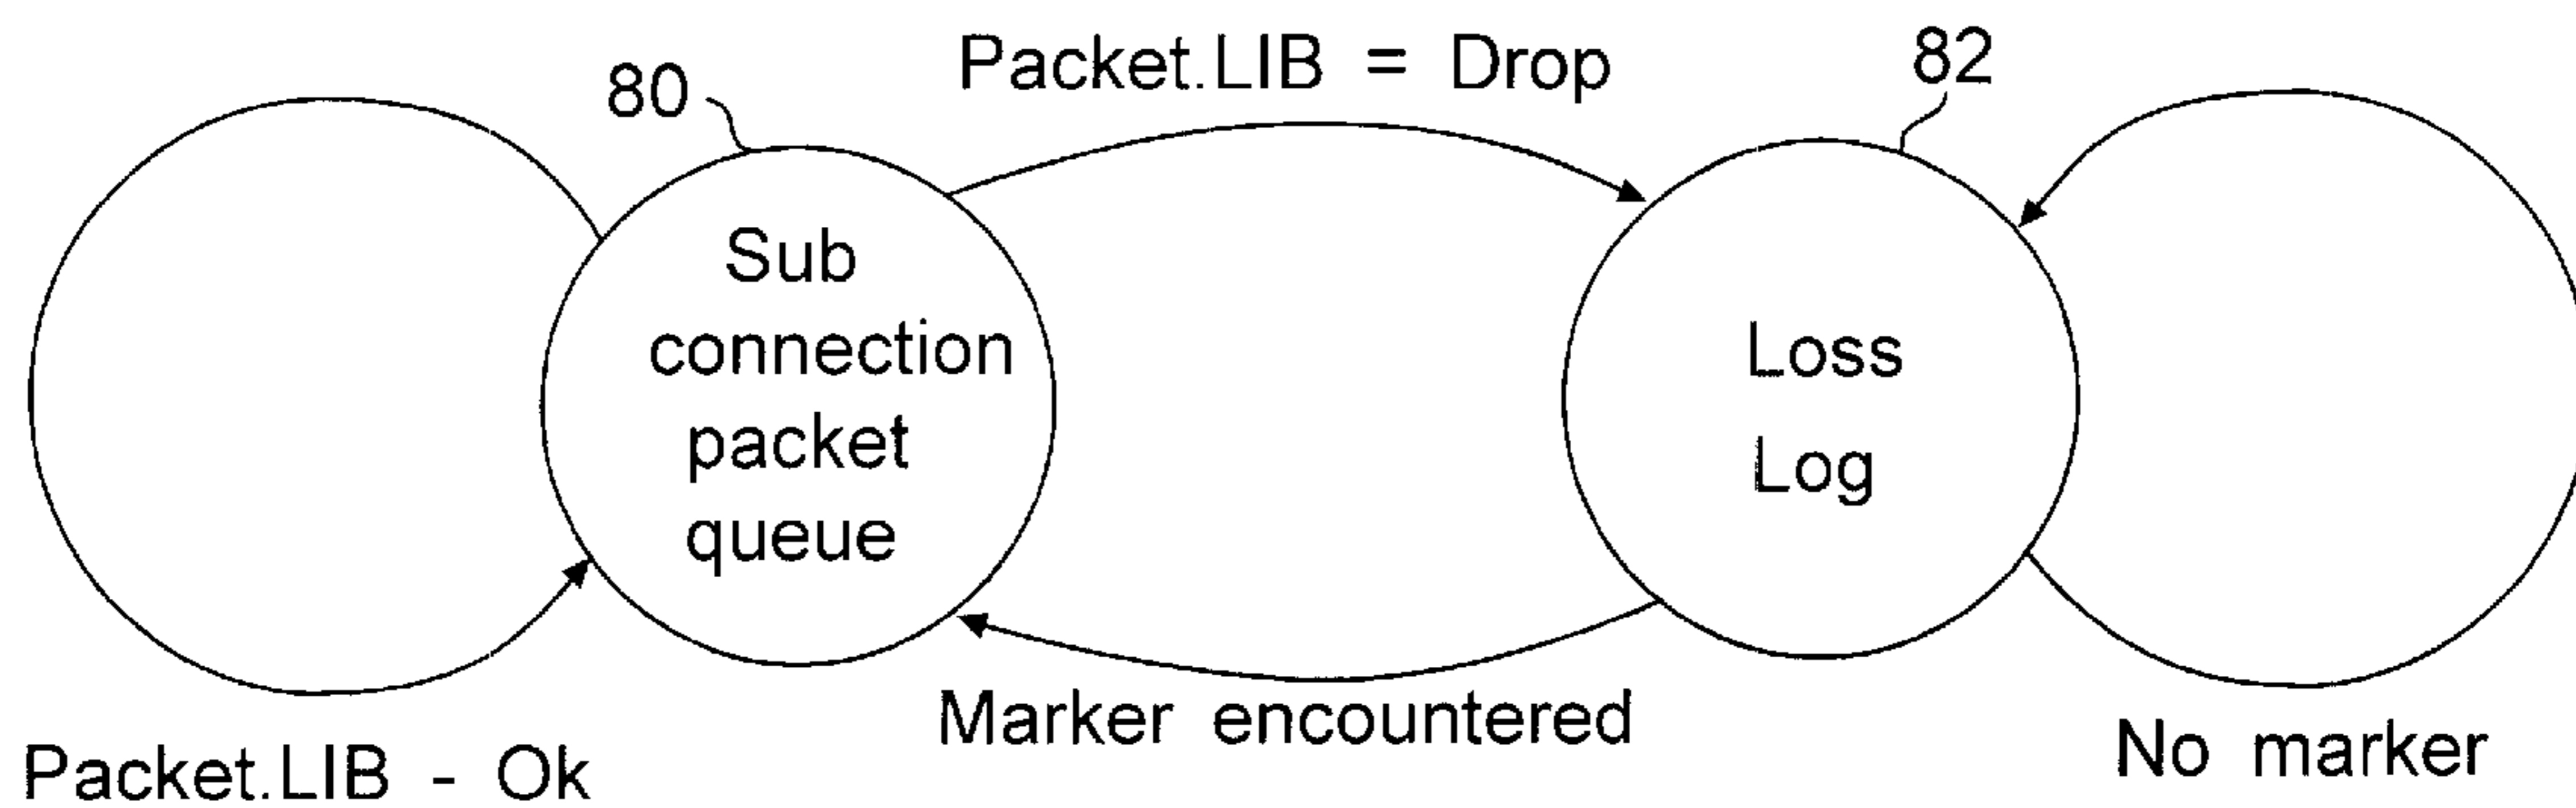 80
Packet.LIB = Drop
82
Sub
connection
packet
queue
Loss
Log
Marker encountered
No marker
Packet.LIB - Ok